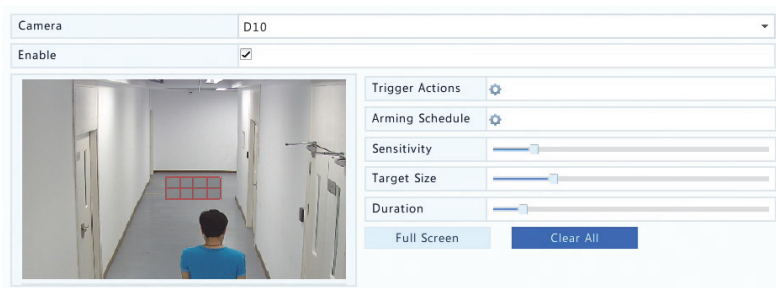 Camera D10
Enable
Trigger Actions
Arming Schedule
Sensitivity
Target Size
Duration
Full Screen Clear All